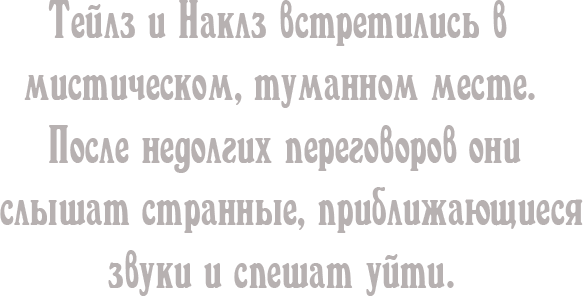 Тейлз и Наклз встретились в
мистическом, туманном месте.
После недолгих переговоров они
слышат странные, приближающиеся
звуки и спешат уйти.